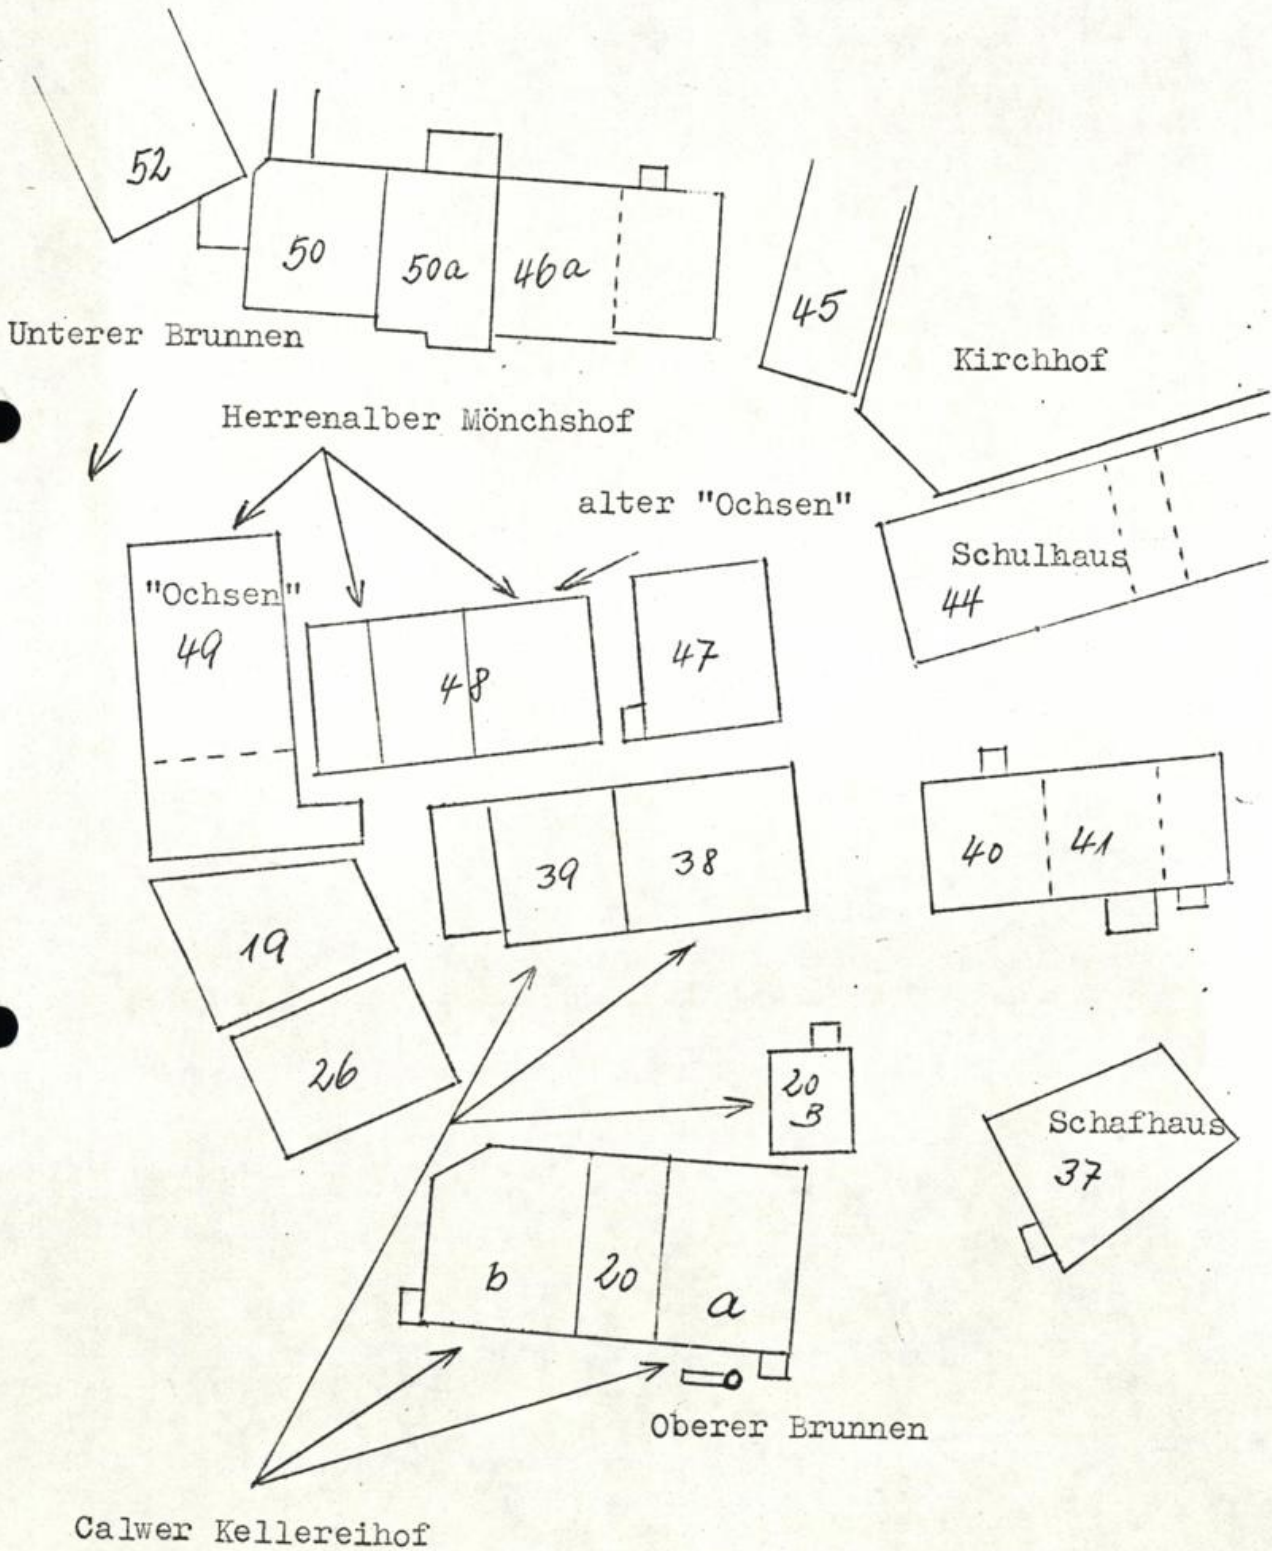 52
50
50a
46a
45
Unterer Brunnen
Kirchhof
Herrenalber Mönchshof
alter "Ochsen"
"Ochsen"
49
48
47
Schulhaus
44
39
38
40
41
19
26
20
B
Schafhaus
37
b
20
a
Oberer Brunnen
Calwer Kellereihof